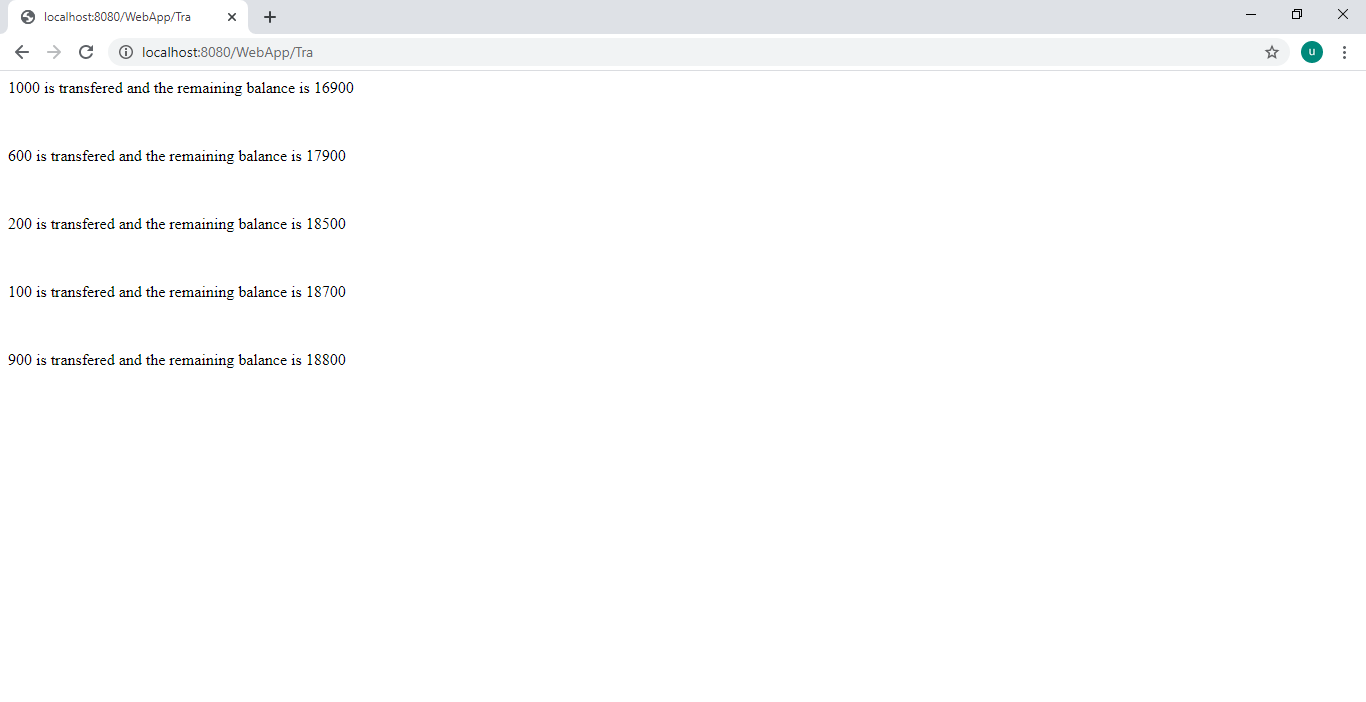 localhost:8080/WebApp/Tra
localhost:8080/WebApp/Tra
u
1000 is transfered and the remaining balance is 16900
600 is transfered and the remaining balance is 17900
200 is transfered and the remaining balance is 18500
100 is transfered and the remaining balance is 18700
900 is transfered and the remaining balance is 18800